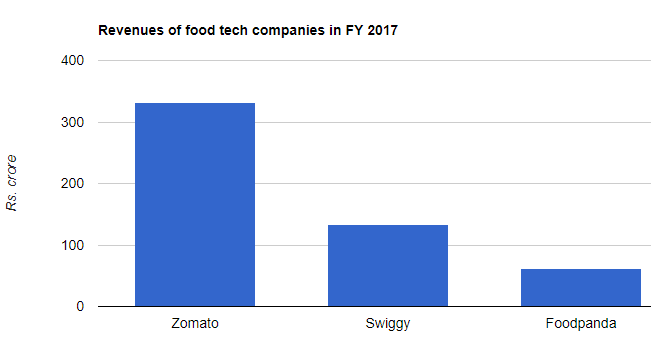 Revenues of food tech companies in FY 2017
400
300
200
100
0
Rs. crore
Zomato Swiggy Foodpanda